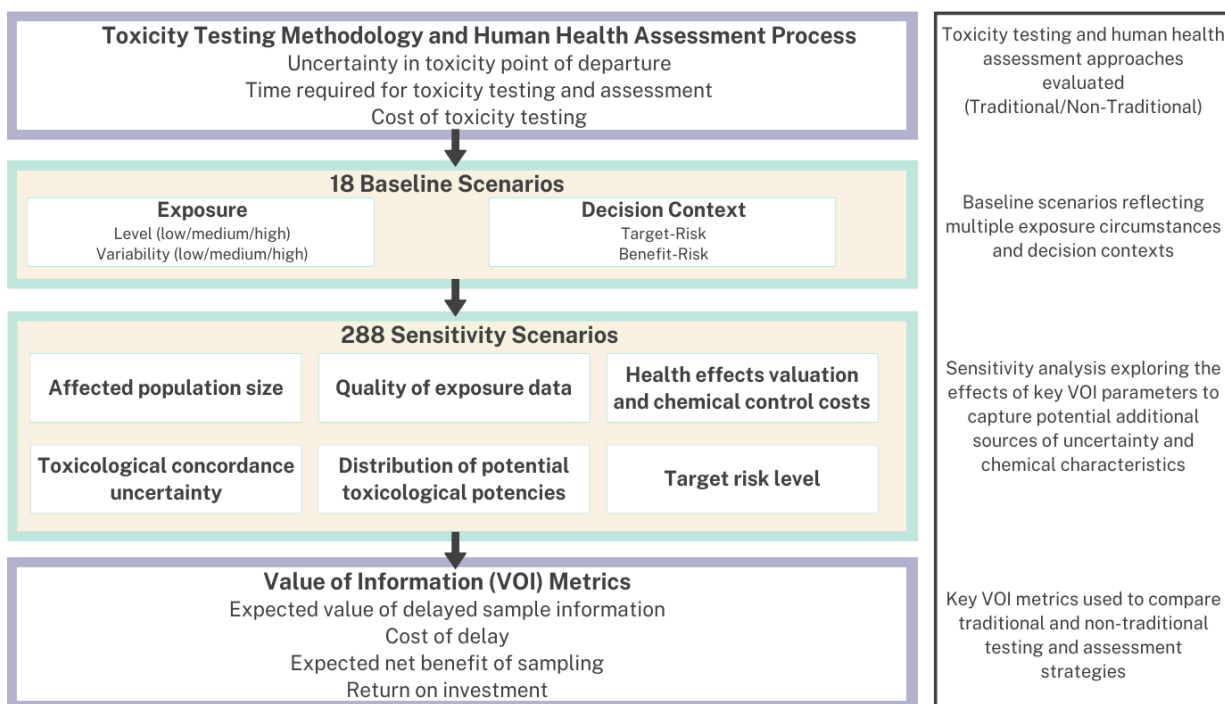 Toxicity Testing Methodology and Human Health Assessment Process
Uncertainty in toxicity point of departure
Time required for toxicity testing and assessment
Cost of toxicity testing
Toxicity testing and human health
assessment approaches
evaluated
(Traditional/Non-Traditional)
18 Baseline Scenarios
Exposure
Level (low/medium/high)
Variability (low/medium/high)
Decision Context
Target-Risk
Benefit-Risk
Baseline scenarios reflecting
multiple exposure circumstances
and decision contexts
288 Sensitivity Scenarios
Affected population size
Quality of exposure data
Health effects valuation
and chemical control costs
Toxicological concordance
uncertainty
Distribution of potential
toxicological potencies
Target risk level
Sensitivity analysis exploring the
effects of key VOI parameters to
capture potential additional
sources of uncertainty and
chemical characteristics
Value of Information (VOI) Metrics
Expected value of delayed sample information
Cost of delay
Expected net benefit of sampling
Return on investment
Key VOI metrics used to compare
traditional and non-traditional
testing and assessment
strategies